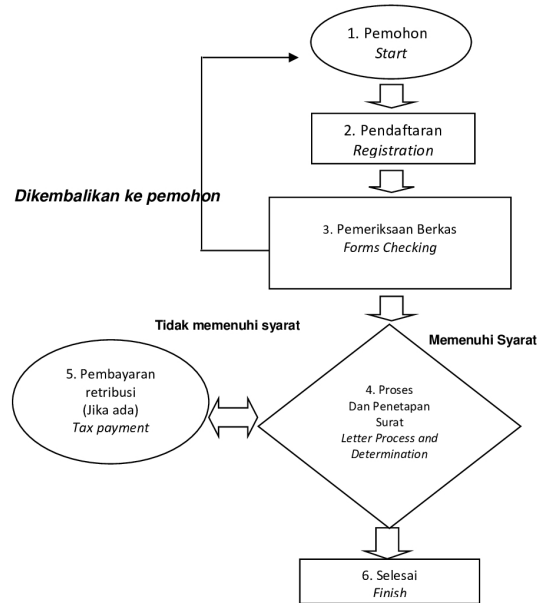 1. Pemohon
Start
2. Pendaftaran
Registration
Dikembalikan ke pemohon
3. Pemeriksaan Berkas
Forms Checking
Tidak memenuhi syarat
Memenuhi Syarat
5. Pembayaran
retribusi
(Jika ada)
Tax payment
4. Proses
Dan Penetapan
Surat
Letter Process and
Determination
6. Selesai
Finish